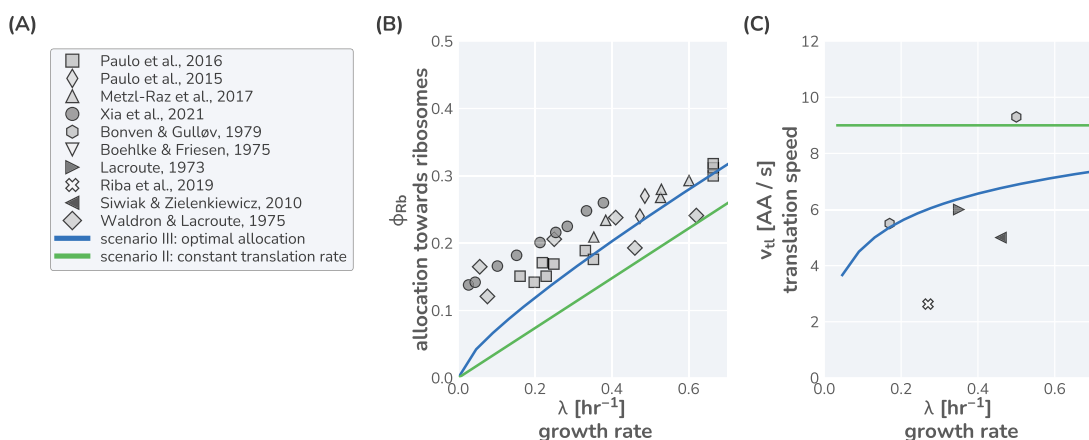 (A)
Paulo et al., 2016
Paulo et al., 2015
Metzl-Raz et al., 2017
Xia et al., 2021
Bonven & Gulløv, 1979
Boehlke & Friesen, 1975
Lacroute, 1973
Riba et al., 2019
Siwiak & Zielenkiewicz, 2010
Waldron & Lacroute, 1975
scenario III: optimal allocation
scenario II: constant translation rate
(B)
ϕRb
allocation towards ribosomes
0.5
0.4
0.3
0.2
0.1
0.0
0.0 0.2 0.4 0.6
λ [hr⁻¹]
growth rate
(C)
vtl [AA / s]
translation speed
12
10
8
6
4
2
0
0.0 0.2 0.4 0.6
λ [hr⁻¹]
growth rate